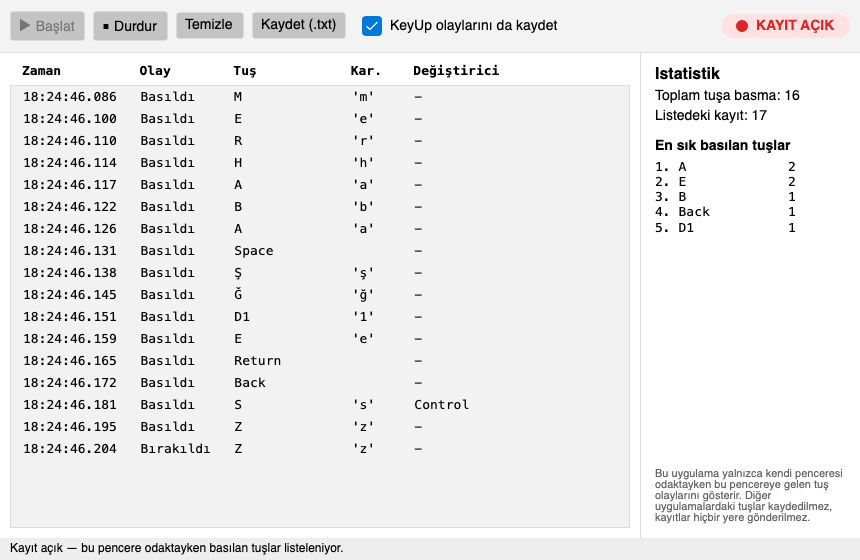 ▶ Başlat ▪ Durdur Temizle Kaydet (.txt) KeyUp olaylarını da kaydet ● KAYIT AÇIK
Zaman Olay Tuş Kar. Değiştirici
18:24:46.086 Basıldı M 'm' –
18:24:46.100 Basıldı E 'e' –
18:24:46.110 Basıldı R 'r' –
18:24:46.114 Basıldı H 'h' –
18:24:46.117 Basıldı A 'a' –
18:24:46.122 Basıldı B 'b' –
18:24:46.126 Basıldı A 'a' –
18:24:46.131 Basıldı Space –
18:24:46.138 Basıldı Ş 'ş' –
18:24:46.145 Basıldı Ğ 'ğ' –
18:24:46.151 Basıldı D1 '1' –
18:24:46.159 Basıldı E 'e' –
18:24:46.165 Basıldı Return –
18:24:46.172 Basıldı Back –
18:24:46.181 Basıldı S 's' Control
18:24:46.195 Basıldı Z 'z' –
18:24:46.204 Bırakıldı Z 'z' –
Istatistik
Toplam tuşa basma: 16
Listedeki kayıt: 17
En sık basılan tuşlar
1. A 2
2. E 2
3. B 1
4. Back 1
5. D1 1
Bu uygulama yalnızca kendi penceresi
odaktayken bu pencereye gelen tuş
olaylarını gösterir. Diğer
uygulamalardaki tuşlar kaydedilmez,
kayıtlar hiçbir yere gönderilmez.
Kayıt açık — bu pencere odaktayken basılan tuşlar listeleniyor.